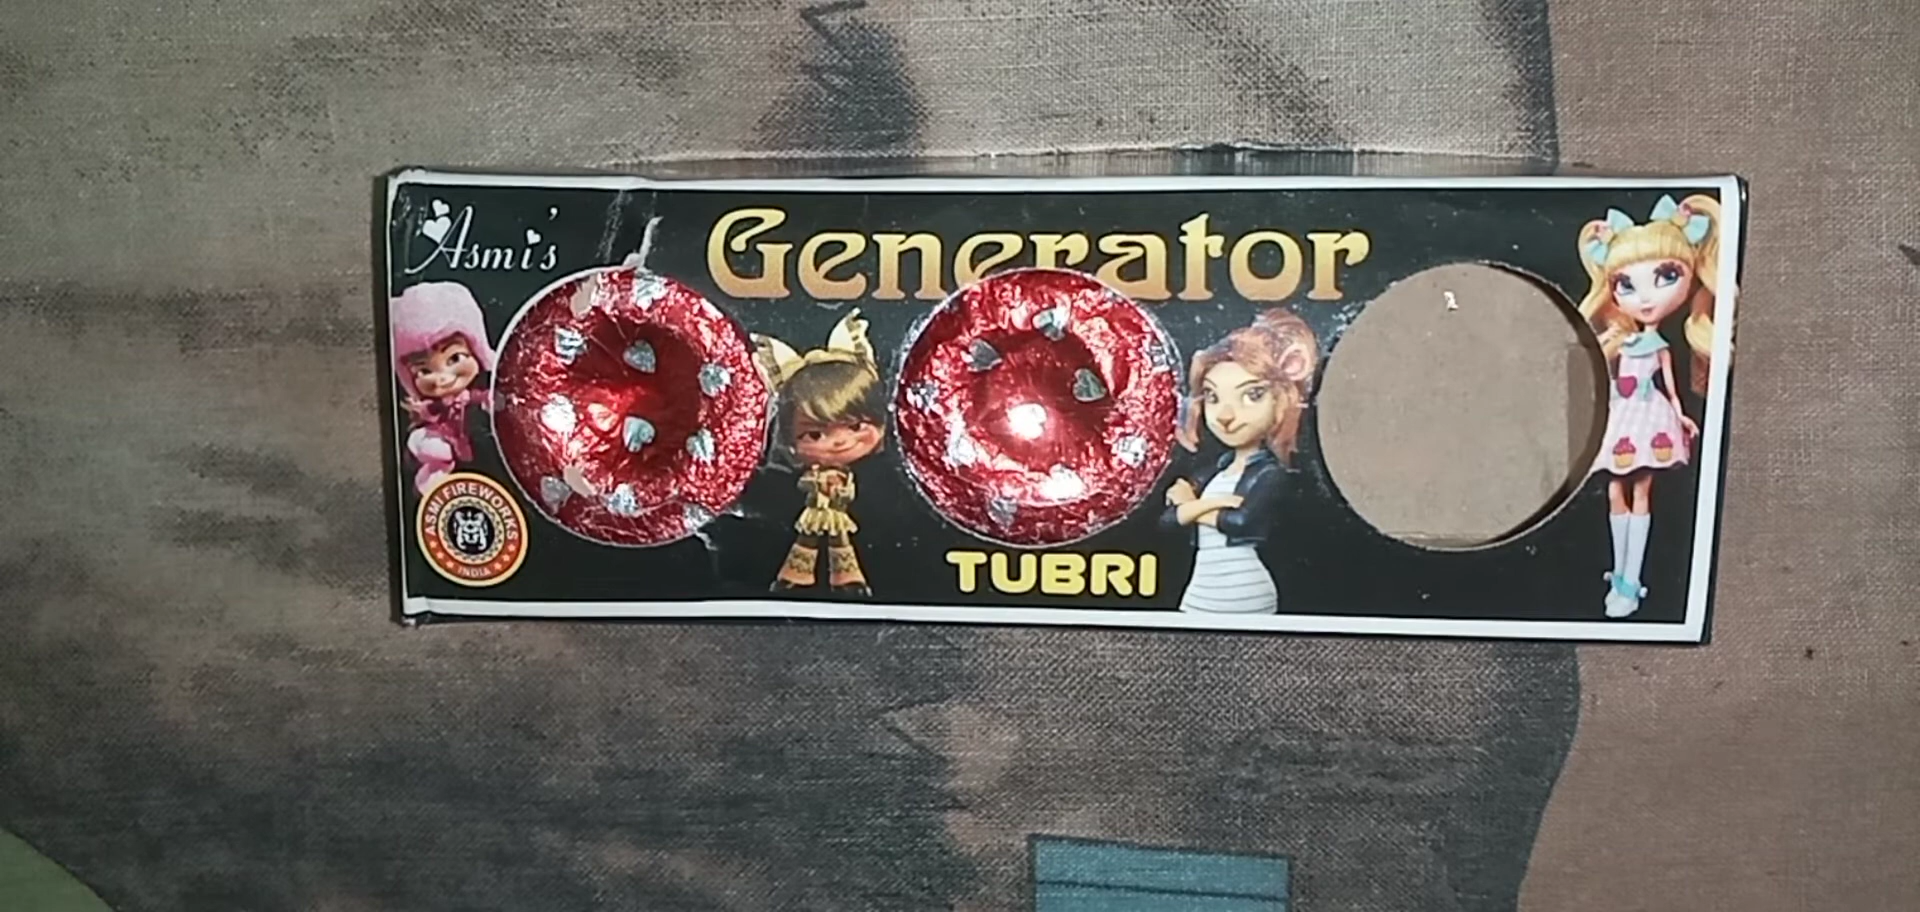 Asmi's
Generator
TUBRI
ASMI FIREWORKS
INDIA